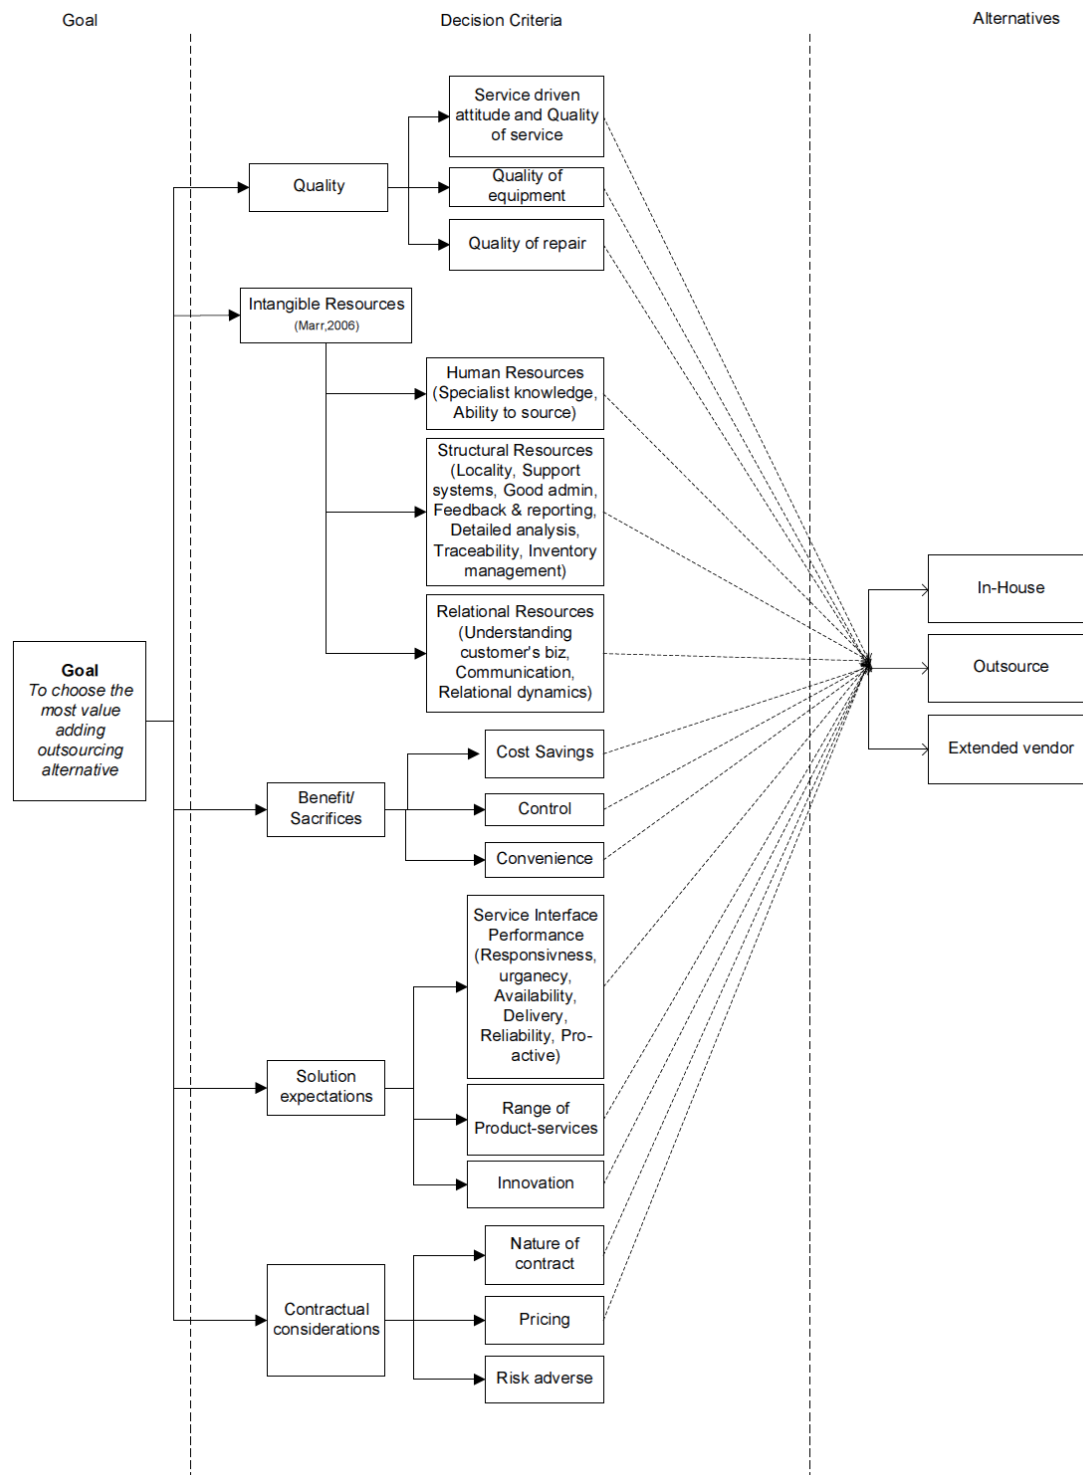 Goal
Decision Criteria
Alternatives
Service driven
attitude and Quality
of service
Quality
Quality of
equipment
Quality of repair
Intangible Resources
(Marr,2006)
Human Resources
(Specialist knowledge,
Ability to source)
Structural Resources
(Locality, Support
systems, Good admin,
Feedback & reporting,
Detailed analysis,
Traceability, Inventory
management)
Relational Resources
(Understanding
customer's biz,
Communication,
Relational dynamics)
Goal
To choose the
most value
adding
outsourcing
alternative
In-House
Outsource
Extended vendor
Benefit/
Sacrifices
Cost Savings
Control
Convenience
Service Interface
Performance
(Responsivness,
urganecy,
Availability,
Delivery,
Reliability, Pro-
active)
Solution
expectations
Range of
Product-services
Innovation
Contractual
considerations
Nature of
contract
Pricing
Risk adverse